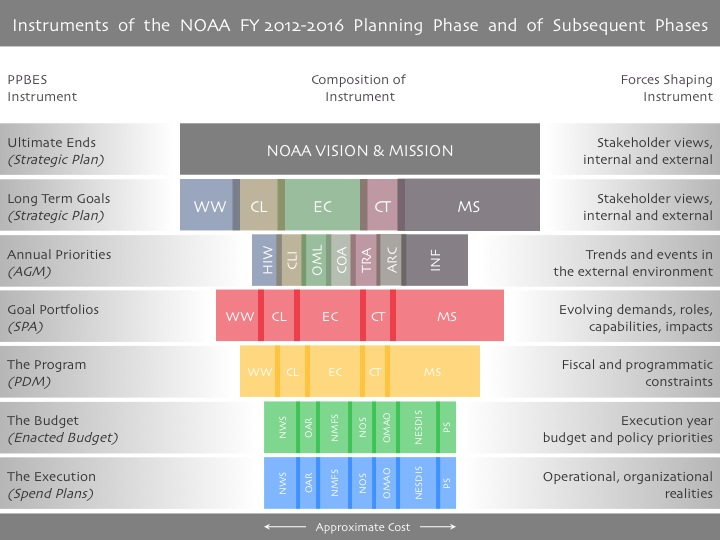 Instruments of the NOAA FY 2012-2016 Planning Phase and of Subsequent Phases
PPBES
Instrument
Composition of
Instrument
Forces Shaping
Instrument
Ultimate Ends
(Strategic Plan)
NOAA VISION & MISSION
Stakeholder views,
internal and external
Long Term Goals
(Strategic Plan)
WW CL EC CT MS
Stakeholder views,
internal and external
Annual Priorities
(AGM)
HIW CLI OML COA TRA ARC INF
Trends and events in
the external environment
Goal Portfolios
(SPA)
WW CL EC CT MS
Evolving demands, roles,
capabilities, impacts
The Program
(PDM)
WW CL EC CT MS
Fiscal and programmatic
constraints
The Budget
(Enacted Budget)
NWS OAR NMFS NOS OMAO NESDIS PS
Execution year
budget and policy priorities
The Execution
(Spend Plans)
NWS OAR NMFS NOS OMAO NESDIS PS
Operational, organizational
realities
Approximate Cost